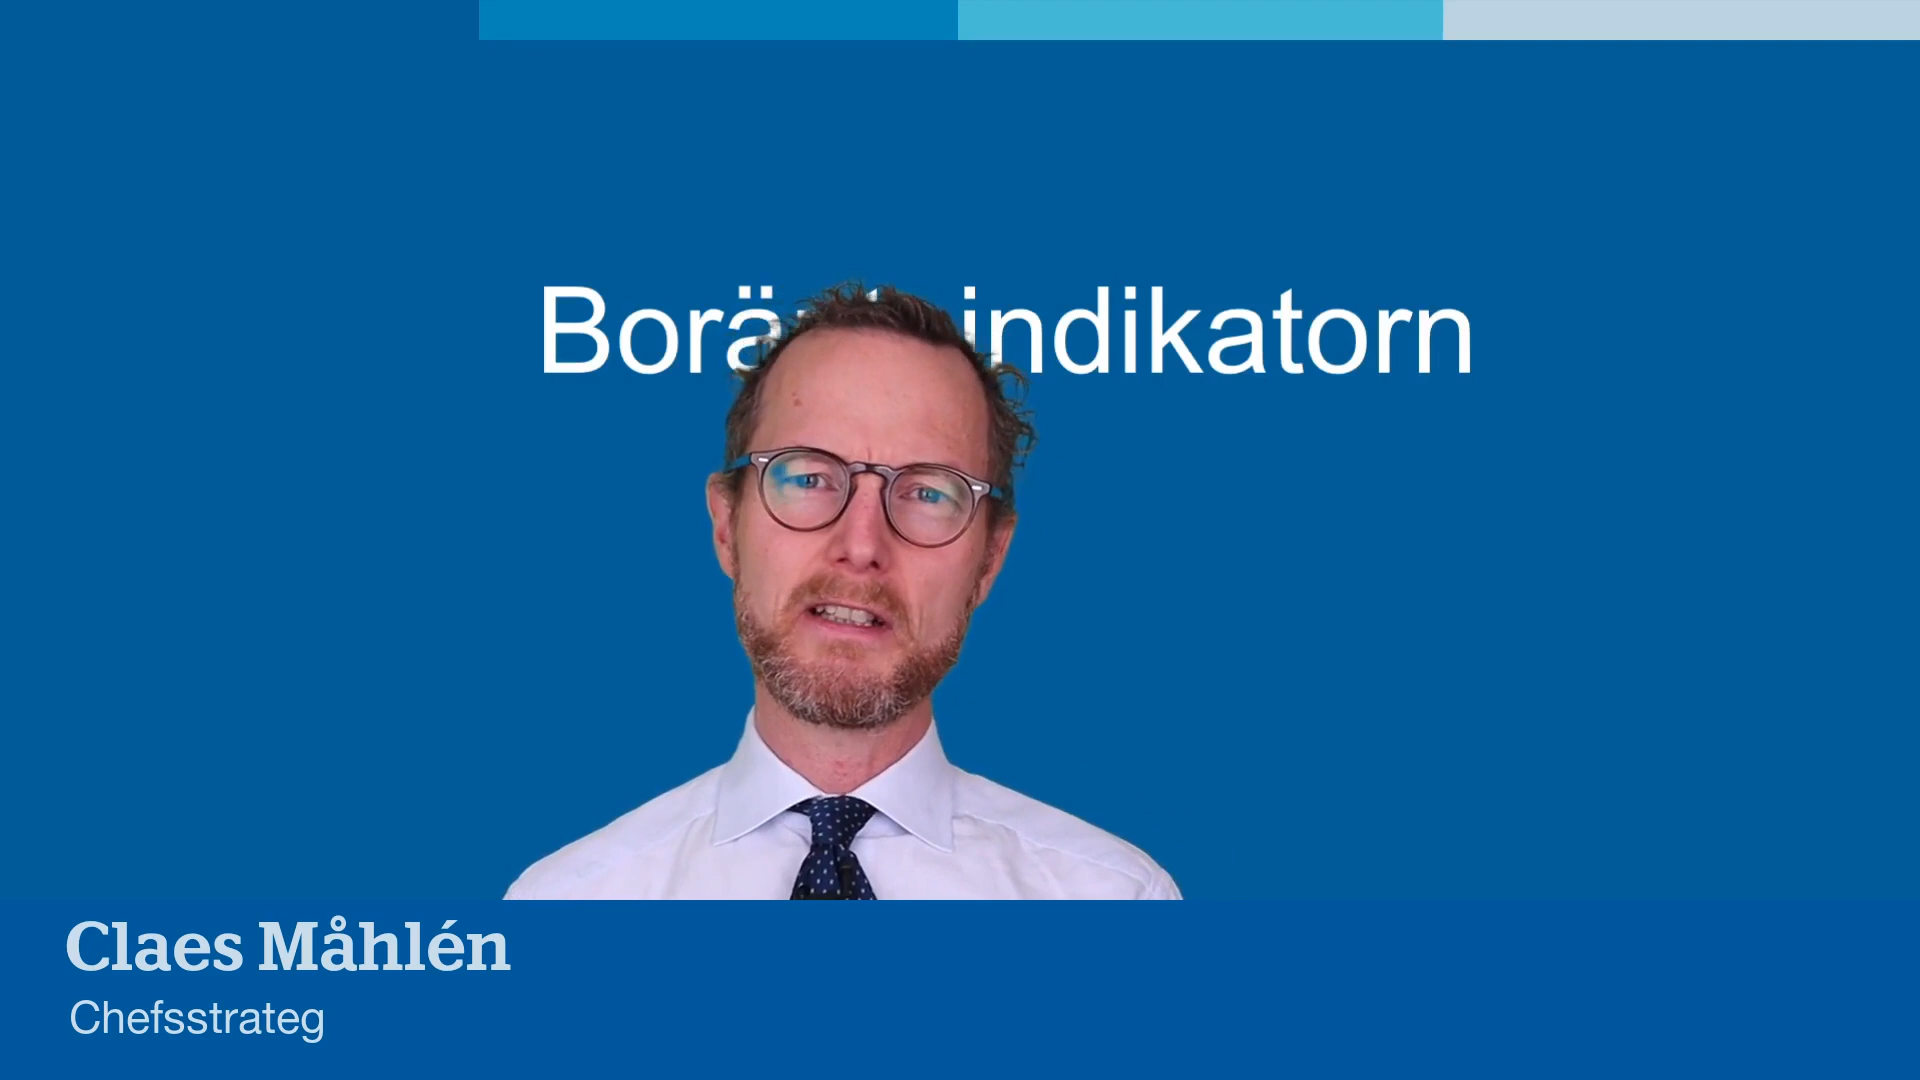 Borä indikatorn
Claes Måhlén
Chefsstrateg